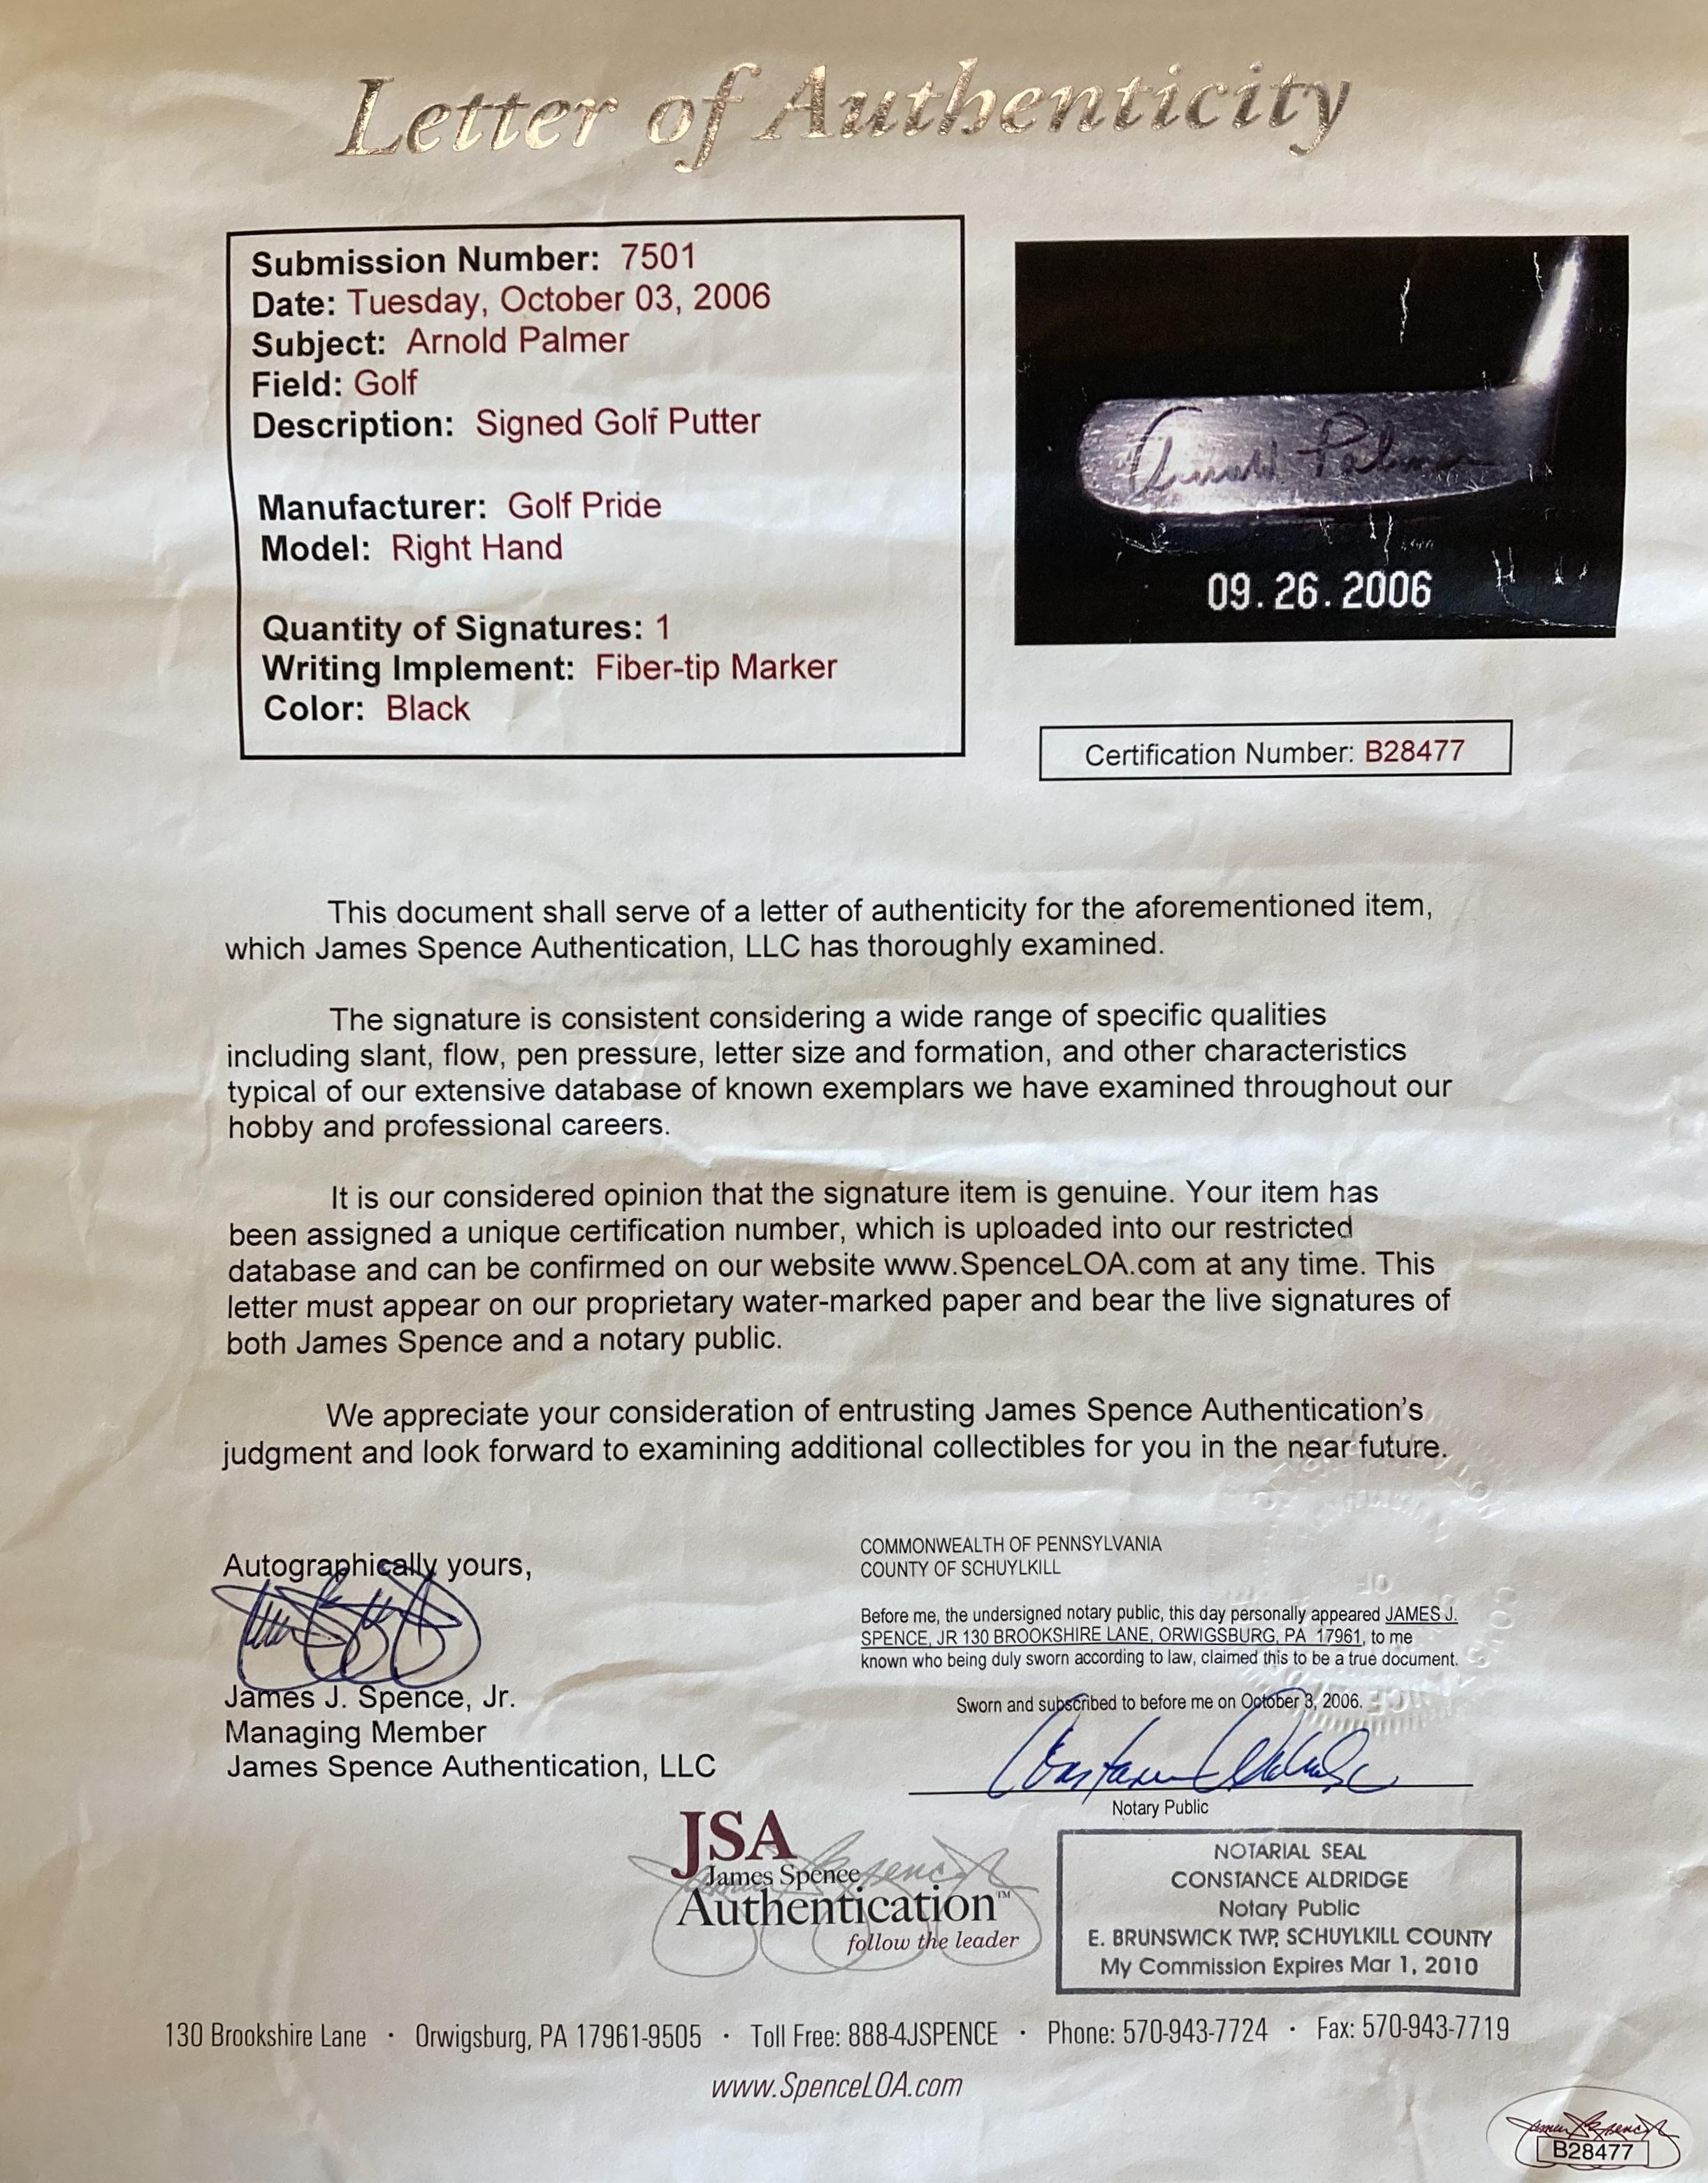 Letter of Authenticity
Submission Number: 7501
Date: Tuesday, October 03, 2006
Subject: Arnold Palmer
Field: Golf
Description: Signed Golf Putter
Manufacturer: Golf Pride
Model: Right Hand
Quantity of Signatures: 1
Writing Implement: Fiber-tip Marker
Color: Black
Arnold Palmer
09.26.2006
Certification Number: B28477
This document shall serve of a letter of authenticity for the aforementioned item,
which James Spence Authentication, LLC has thoroughly examined.
The signature is consistent considering a wide range of specific qualities
including slant, flow, pen pressure, letter size and formation, and other characteristics
typical of our extensive database of known exemplars we have examined throughout our
hobby and professional careers.
It is our considered opinion that the signature item is genuine. Your item has
been assigned a unique certification number, which is uploaded into our restricted
database and can be confirmed on our website www.SpenceLOA.com at any time. This
letter must appear on our proprietary water-marked paper and bear the live signatures of
both James Spence and a notary public.
We appreciate your consideration of entrusting James Spence Authentication's
judgment and look forward to examining additional collectibles for you in the near future.
Autographically yours,
James J. Spence, Jr.
Managing Member
James Spence Authentication, LLC
COMMONWEALTH OF PENNSYLVANIA
COUNTY OF SCHUYLKILL
Before me, the undersigned notary public, this day personally appeared JAMES J.
SPENCE, JR 130 BROOKSHIRE LANE, ORWIGSBURG, PA 17961, to me
known who being duly sworn according to law, claimed this to be a true document.
Sworn and subscribed to before me on October 3, 2006.
Constance Aldridge
Notary Public
JSA
James Spence
Authentication™
follow the leader
NOTARIAL SEAL
CONSTANCE ALDRIDGE
Notary Public
E. BRUNSWICK TWP, SCHUYLKILL COUNTY
My Commission Expires Mar 1, 2010
130 Brookshire Lane · Orwigsburg, PA 17961-9505 · Toll Free: 888-4JSPENCE · Phone: 570-943-7724 · Fax: 570-943-7719
www.SpenceLOA.com
B28477